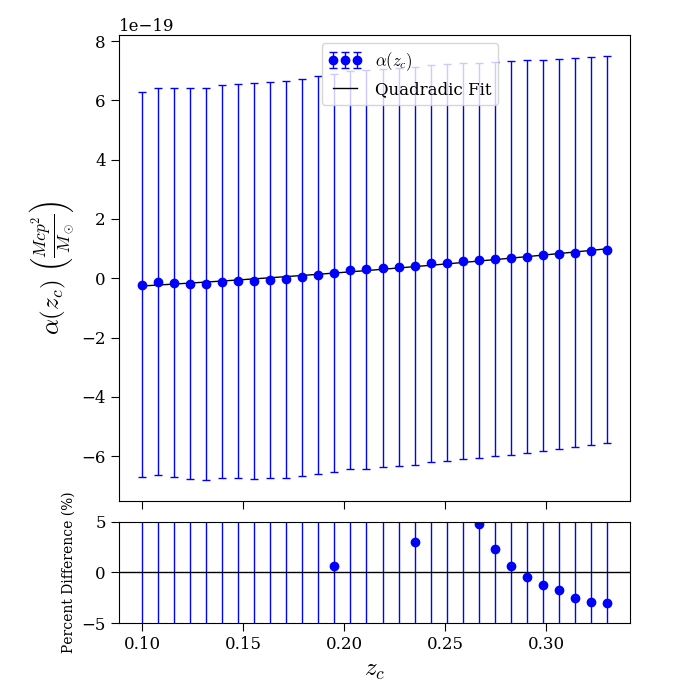 1e−19
8
6
4
2
0
−2
−4
−6
α(z_c) (Mcp²/M_⊙)
α(z_c)
Quadradic Fit
5
0
−5
Percent Difference (%)
0.10 0.15 0.20 0.25 0.30
z_c